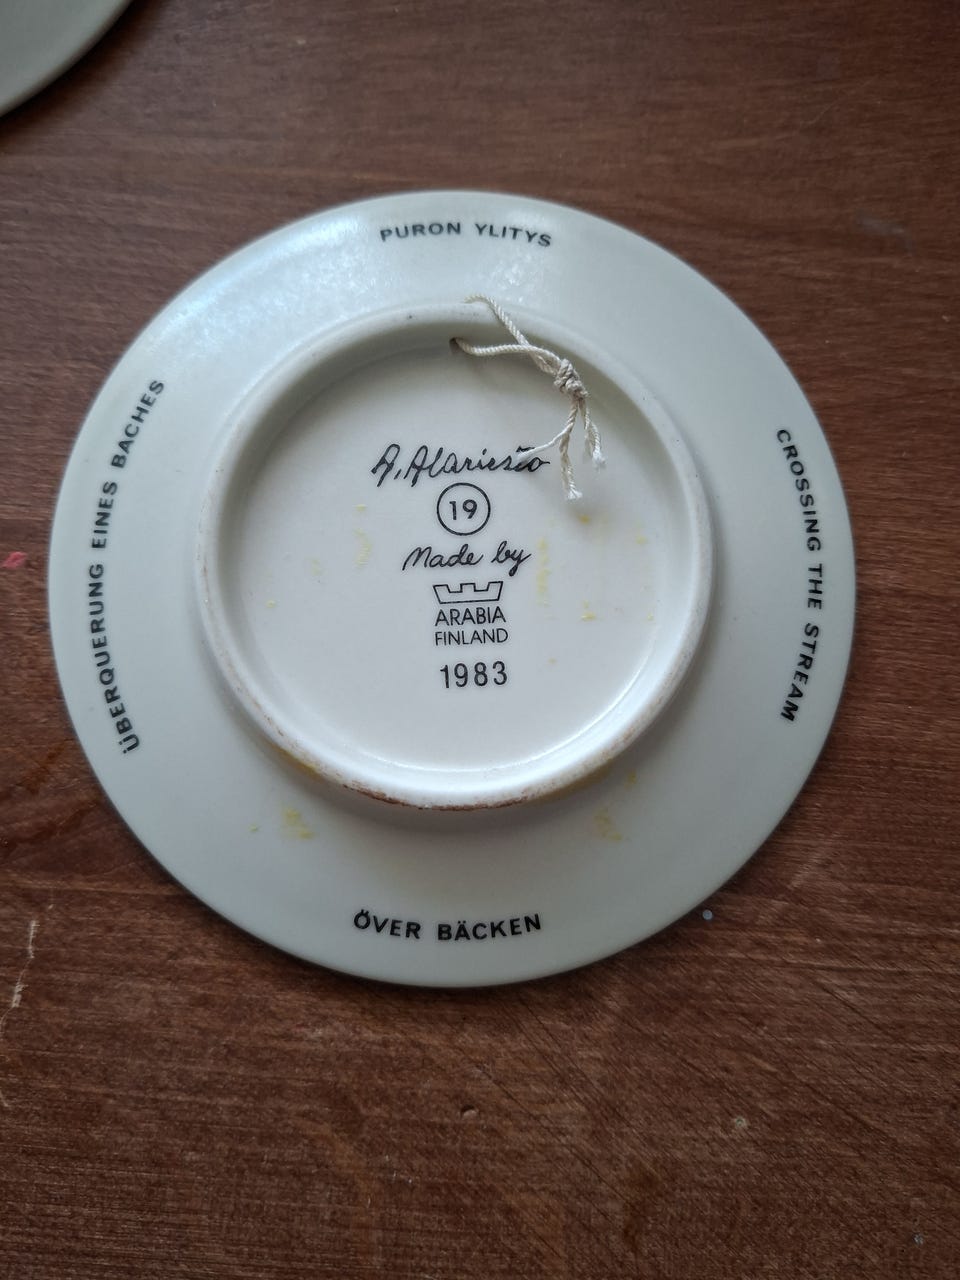 PURON YLITYS
ÜBERQUERUNG EINES BACHES
CROSSING THE STREAM
A. Alariesto
19
Made by
ARABIA
FINLAND
1983
ÖVER BÄCKEN